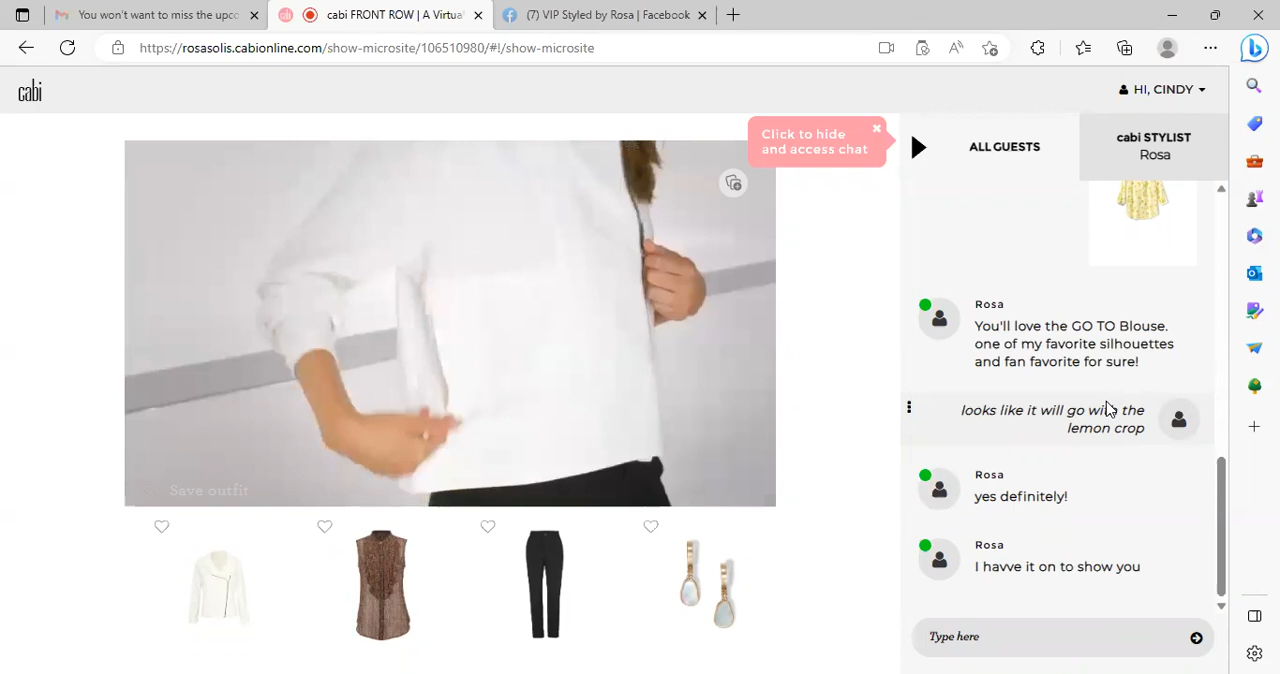 You won't want to miss the upco
cabi FRONT ROW | A Virtua
(7) VIP Styled by Rosa | Facebook
https://rosasolis.cabionline.com/show-microsite/106510980/#!/show-microsite
cabi
HI, CINDY
Click to hide
and access chat
ALL GUESTS
cabi STYLIST
Rosa
Rosa
You'll love the GO TO Blouse.
one of my favorite silhouettes
and fan favorite for sure!
looks like it will go with the
lemon crop
Rosa
yes definitely!
Rosa
I havve it on to show you
Save outfit
Type here